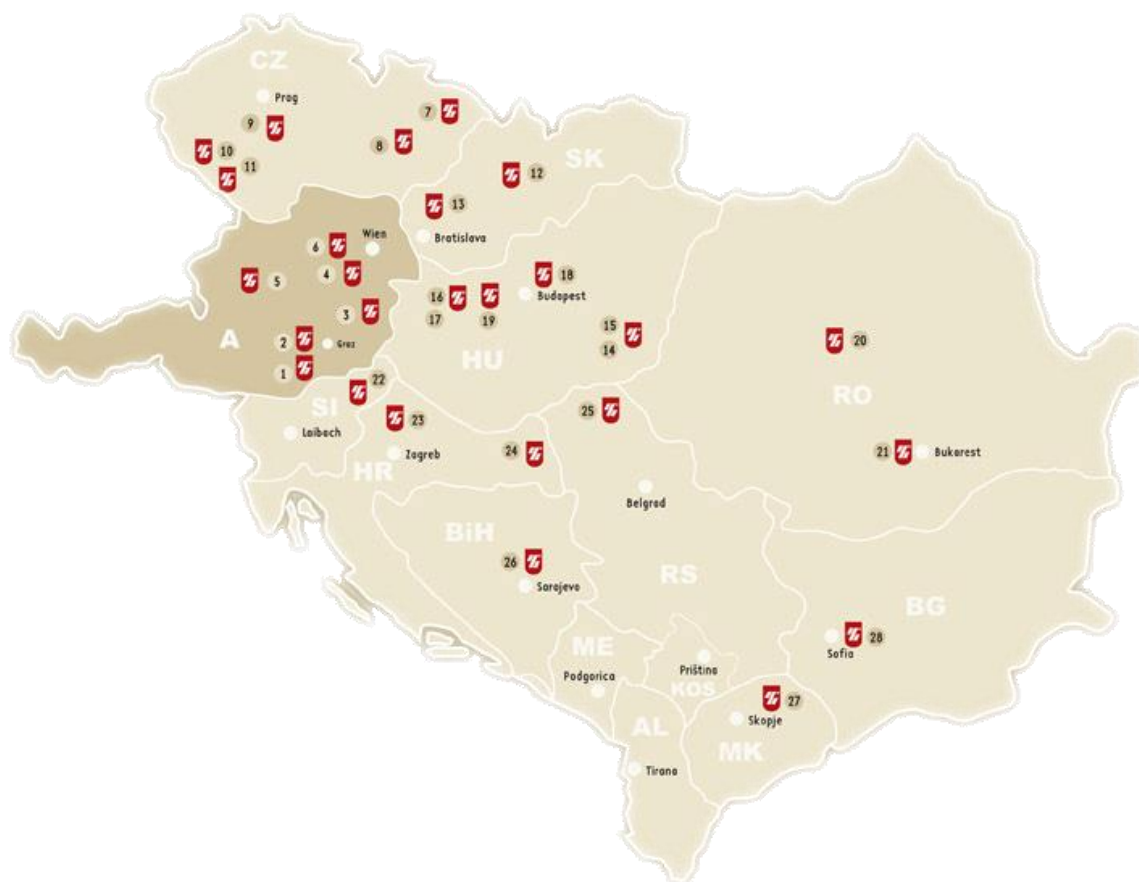 CZ
Prag
7
9
8
10
11
SK
12
13
Bratislava
Wien
6
4
5
3
A
2
Graz
1
16
17
19
18
Budapest
15
14
HU
20
RO
22
SI
Laibach
23
HR
Zagreb
24
25
21
Bukarest
Belgrad
BiH
26
Sarajevo
RS
BG
ME
Podgorica
Priština
KOS
Sofia
28
27
Skopje
AL
MK
Tirana